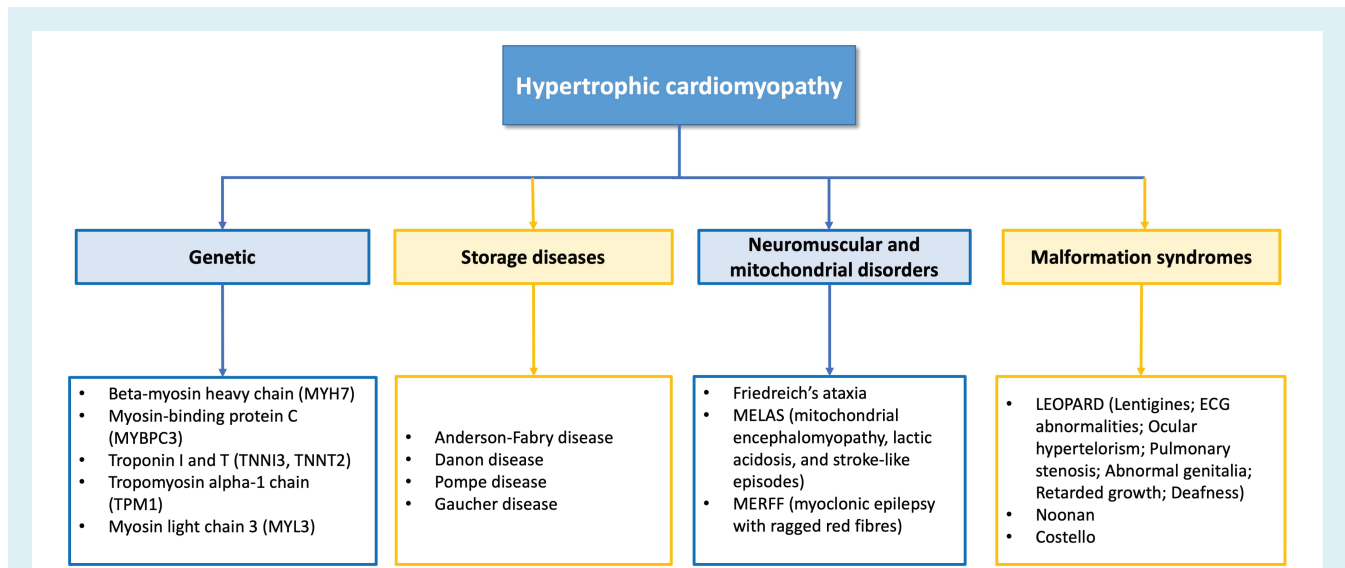 Hypertrophic cardiomyopathy
Genetic
Storage diseases
Neuromuscular and
mitochondrial disorders
Malformation syndromes
• Beta-myosin heavy chain (MYH7)
• Myosin-binding protein C
(MYBPC3)
• Troponin I and T (TNNI3, TNNT2)
• Tropomyosin alpha-1 chain
(TPM1)
• Myosin light chain 3 (MYL3)
• Anderson-Fabry disease
• Danon disease
• Pompe disease
• Gaucher disease
• Friedreich's ataxia
• MELAS (mitochondrial
encephalomyopathy, lactic
acidosis, and stroke-like
episodes)
• MERFF (myoclonic epilepsy
with ragged red fibres)
• LEOPARD (Lentigines; ECG
abnormalities; Ocular
hypertelorism; Pulmonary
stenosis; Abnormal genitalia;
Retarded growth; Deafness)
• Noonan
• Costello